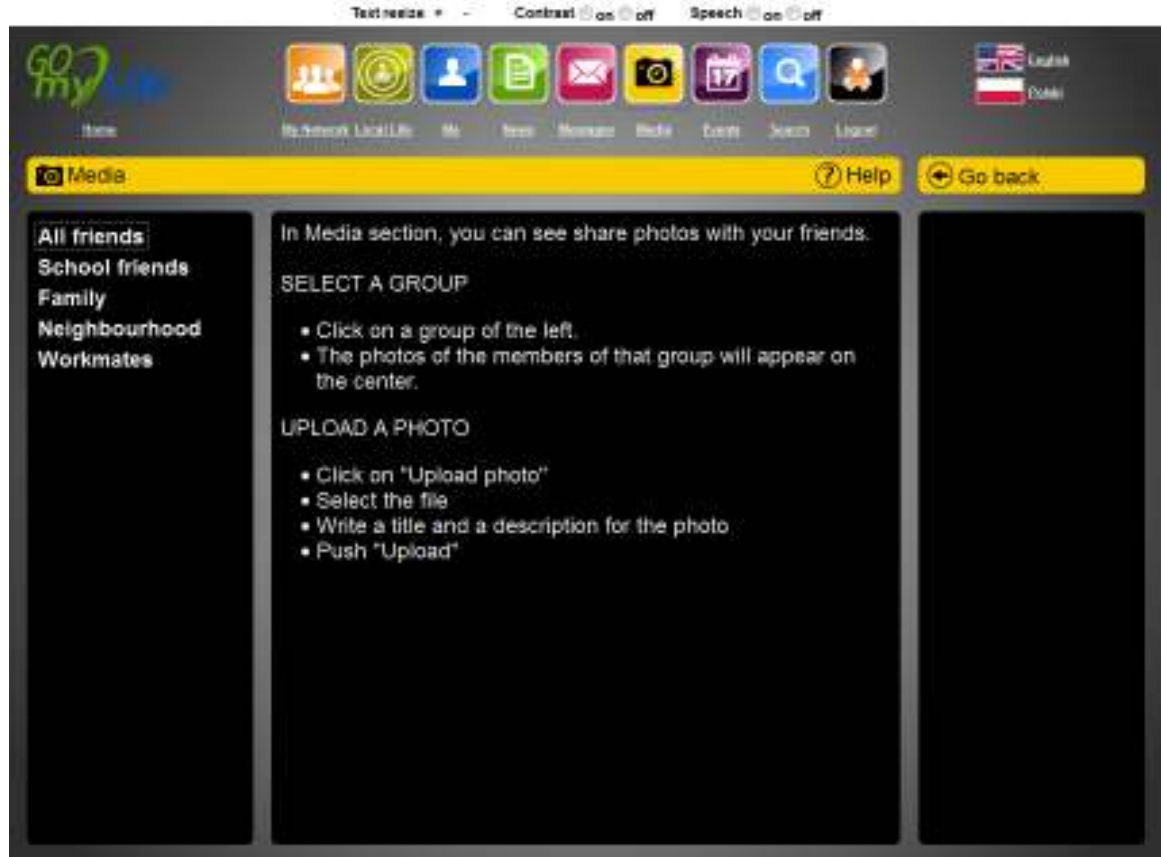 Text resize + -
Contrast on off
Speech on off
GO
my
Life
Home
My Network
Local Life
Me
News
Messages
Media
Events
17
Search
Logout
English
Polski
Media
? Help
Go back
All friends
School friends
Family
Neighbourhood
Workmates
In Media section, you can see share photos with your friends.
SELECT A GROUP
• Click on a group of the left.
• The photos of the members of that group will appear on
the center.
UPLOAD A PHOTO
• Click on "Upload photo"
• Select the file
• Write a title and a description for the photo
• Push "Upload"